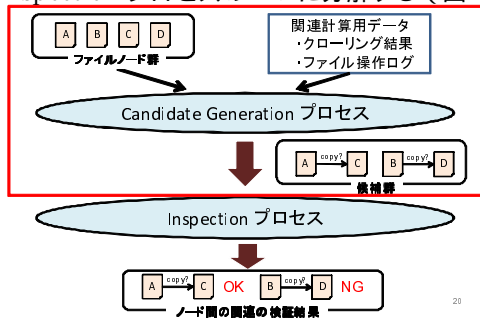 A B C D
ファイルノード群
関連計算用データ
・クローリング結果
・ファイル操作ログ
Candidate Generation プロセス
A copy? C B copy? D
候補群
Inspection プロセス
A copy? C OK B copy? D NG
ノード間の関連の検証結果
20